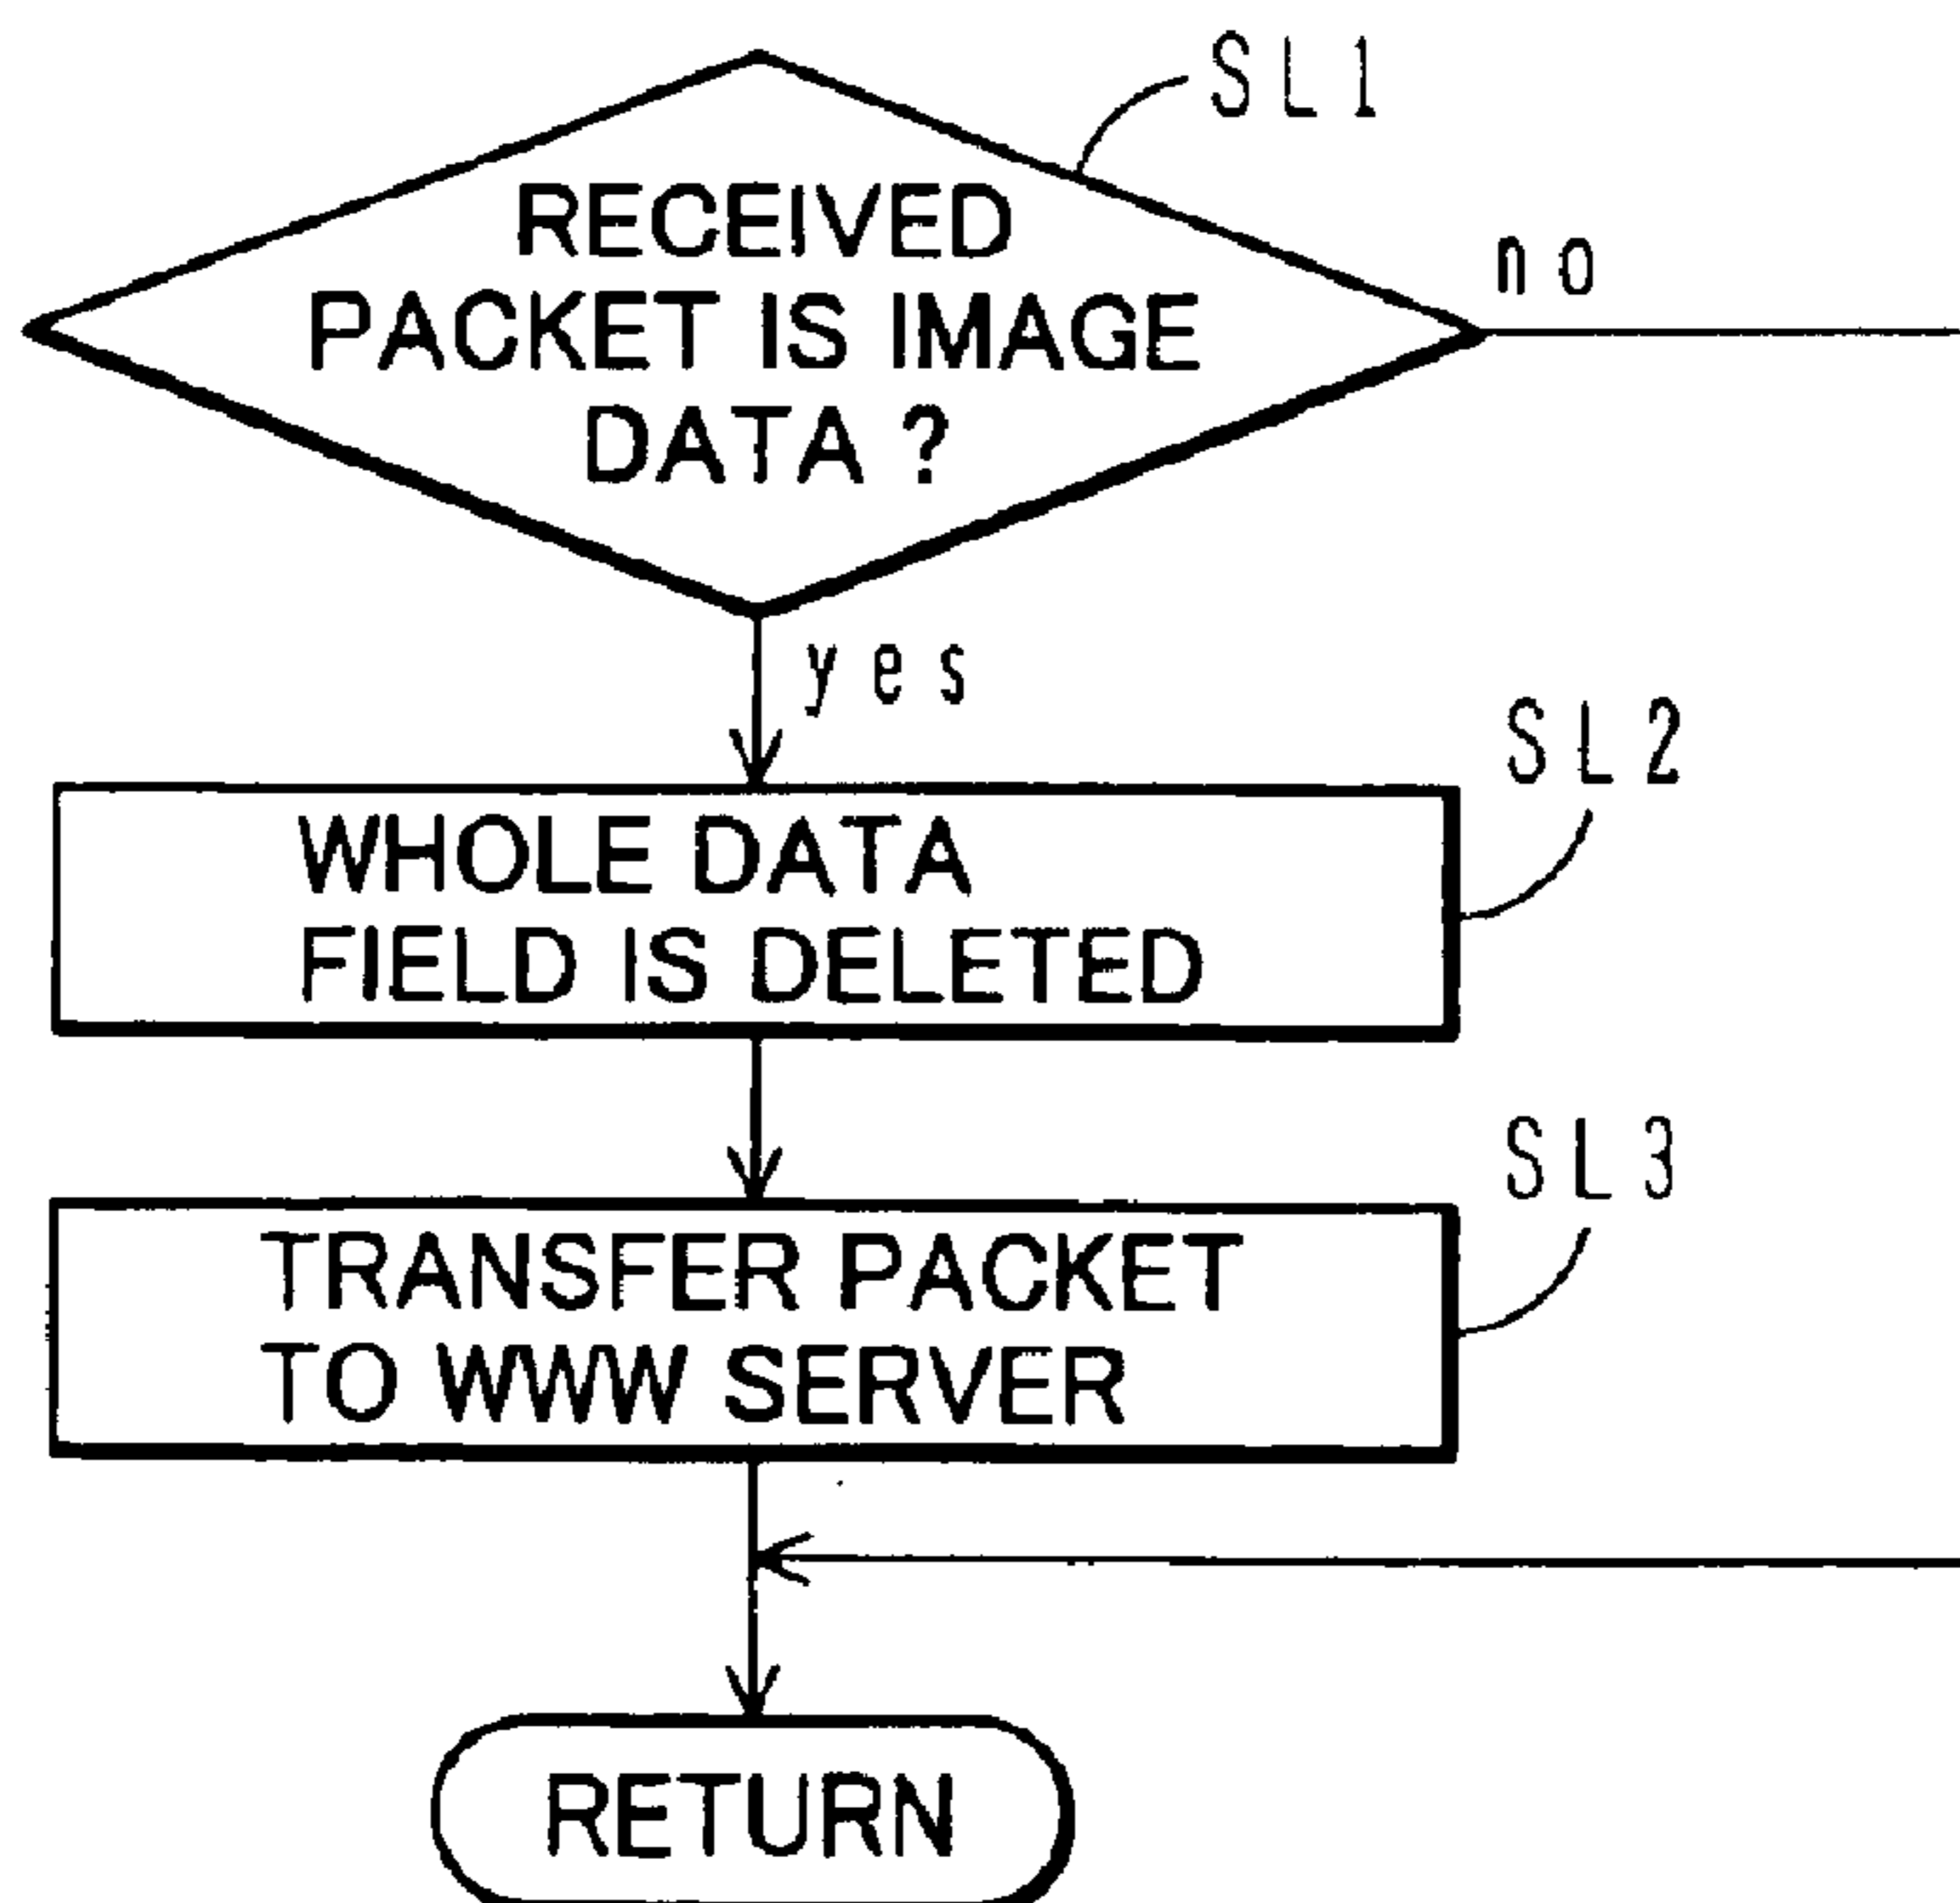 SL1
RECEIVED
PACKET IS IMAGE
DATA ?
no
yes
SL2
WHOLE DATA
FIELD IS DELETED
SL3
TRANSFER PACKET
TO WWW SERVER
RETURN